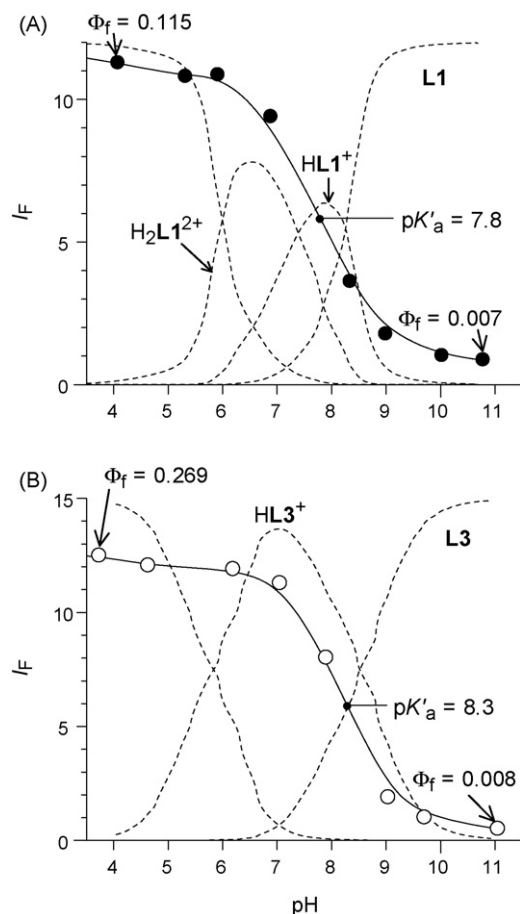 (A)
Φf = 0.115
L1
HL1⁺
pK′a = 7.8
H₂L1²⁺
Φf = 0.007
10
5
0
IF
4 5 6 7 8 9 10 11
(B)
Φf = 0.269
HL3⁺
L3
pK′a = 8.3
Φf = 0.008
15
10
5
0
IF
4 5 6 7 8 9 10 11
pH